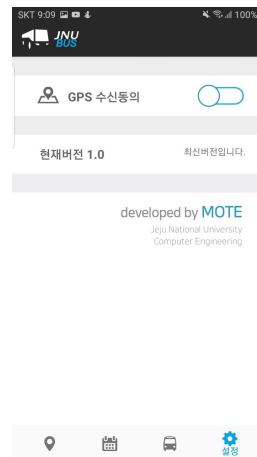 SKT 9:09 100%
JNU
BUS
GPS 수신동의
현재버전 1.0 최신버전입니다.
developed by MOTE
Jeju National University
Computer Engineering
설정